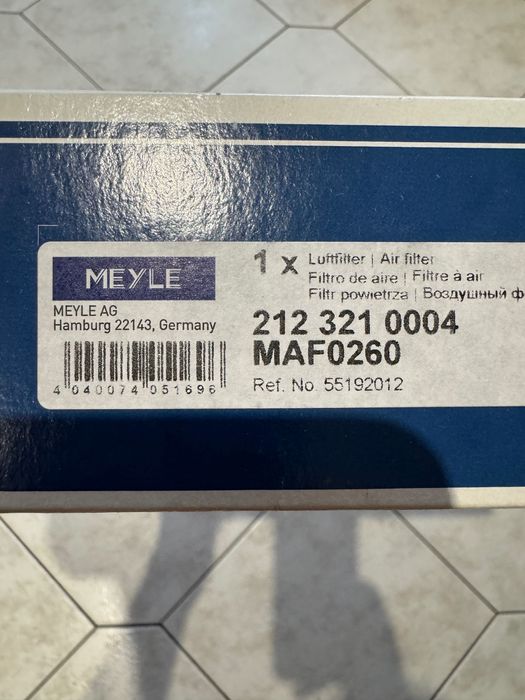 MEYLE
MEYLE AG
Hamburg 22143, Germany
4 040074 051696
1 x Luftfilter | Air filter
Filtro de aire | Filtre à air
Filtr powietrza | Воздушный ф
212 321 0004
MAF0260
Ref. No. 55192012